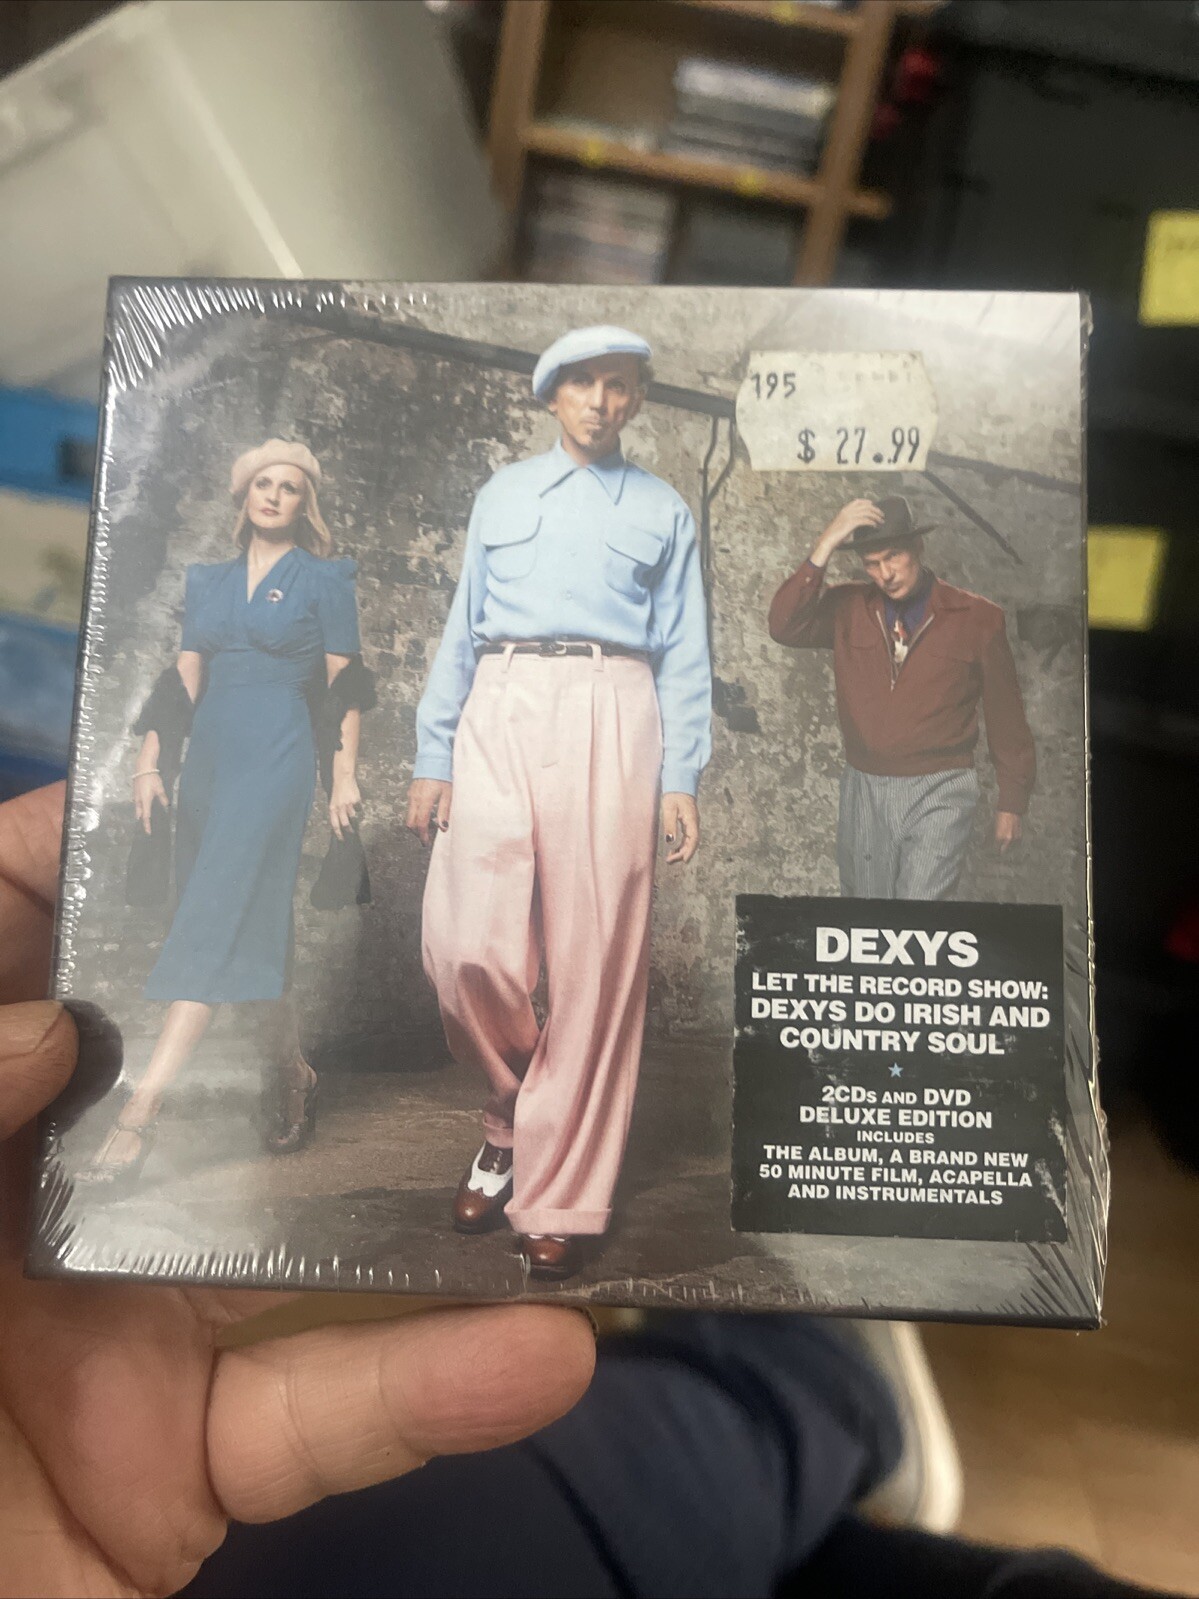 195
$ 27.99
DEXYS
LET THE RECORD SHOW:
DEXYS DO IRISH AND
COUNTRY SOUL
2CDs AND DVD
DELUXE EDITION
INCLUDES
THE ALBUM, A BRAND NEW
50 MINUTE FILM, ACAPELLA
AND INSTRUMENTALS